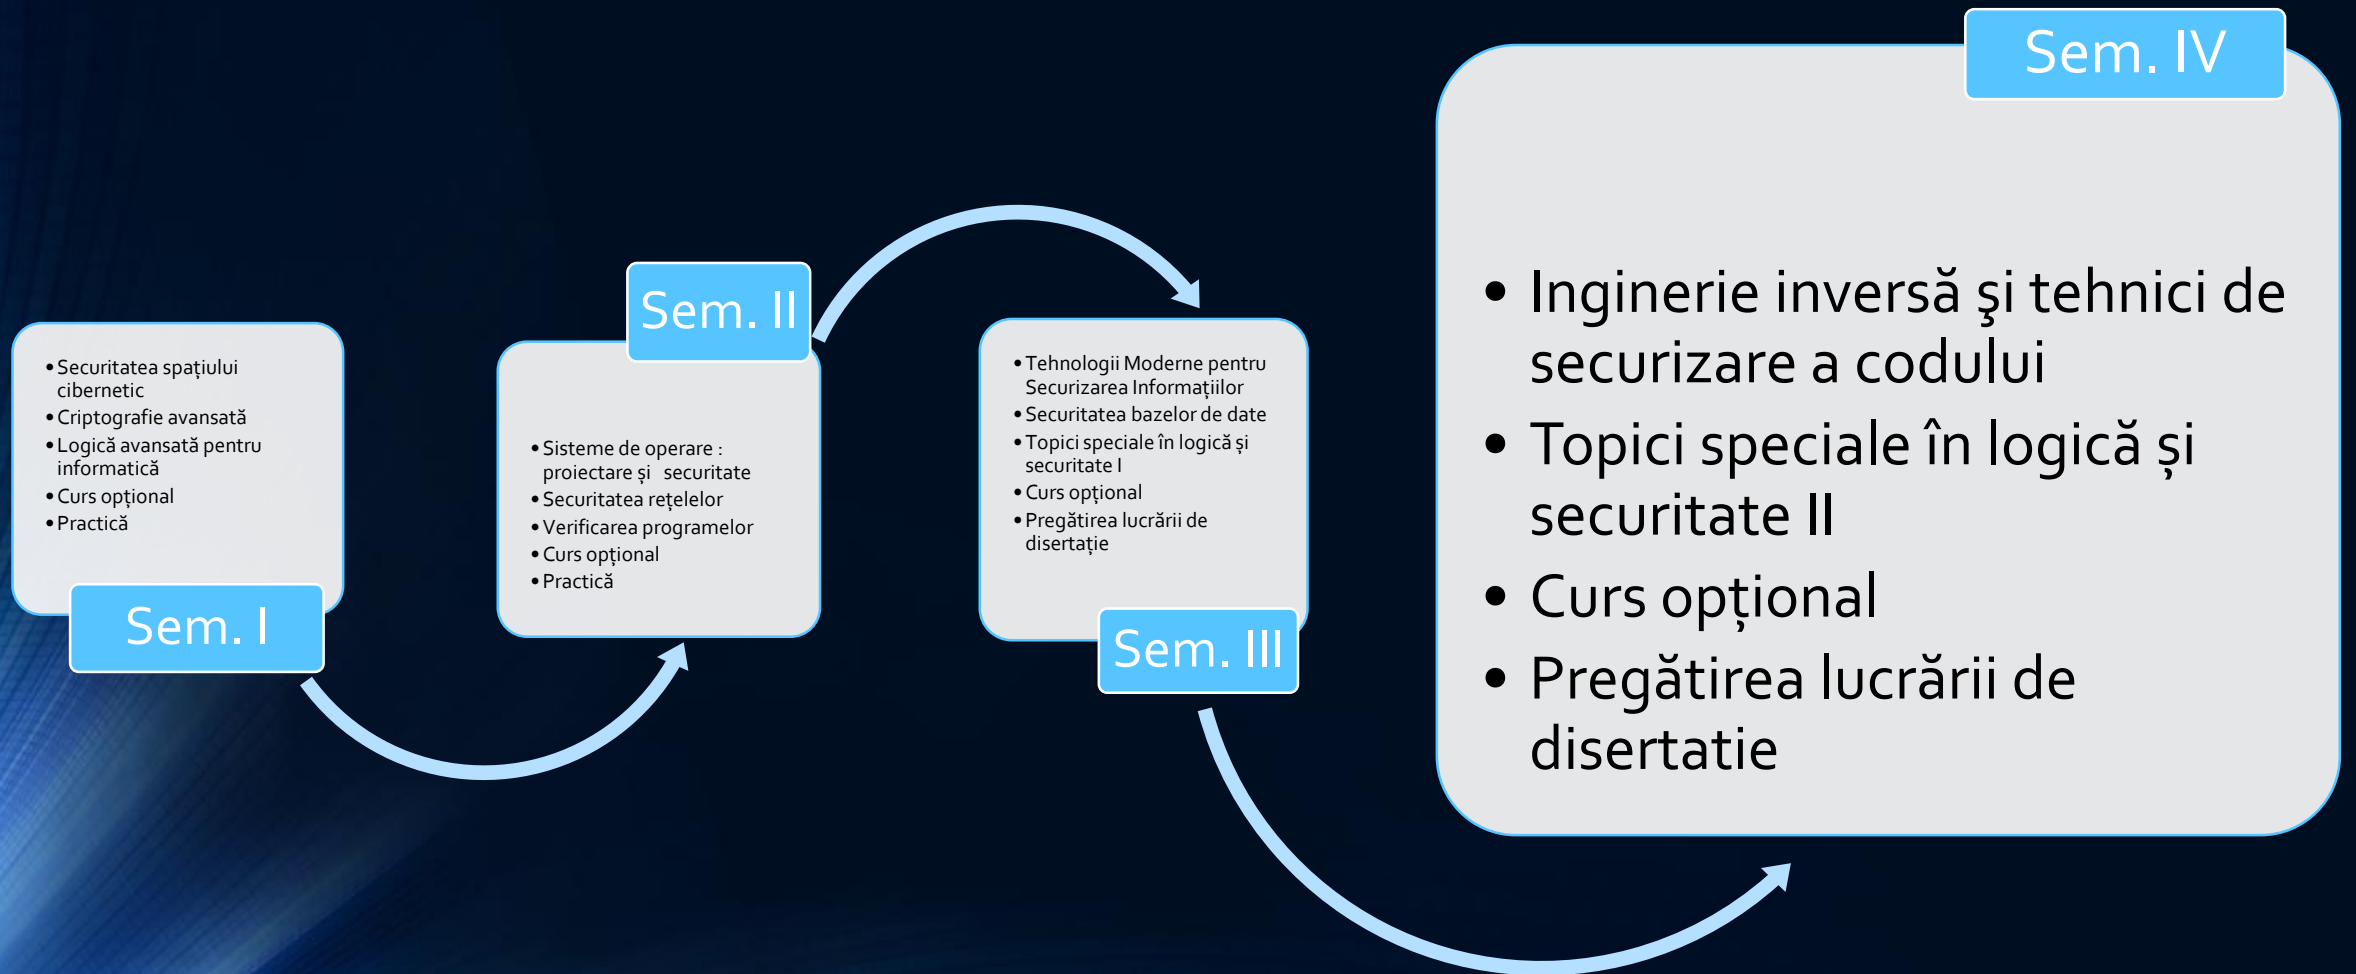 • Securitatea spațiului
cibernetic
• Criptografie avansată
• Logică avansată pentru
informatică
• Curs opțional
• Practică
Sem. I
Sem. II
• Sisteme de operare :
proiectare și securitate
• Securitatea rețelelor
• Verificarea programelor
• Curs opțional
• Practică
• Tehnologii Moderne pentru
Securizarea Informațiilor
• Securitatea bazelor de date
• Topici speciale în logică și
securitate I
• Curs opțional
• Pregătirea lucrării de
disertație
Sem. III
Sem. IV
• Inginerie inversă şi tehnici de
securizare a codului
• Topici speciale în logică și
securitate II
• Curs opțional
• Pregătirea lucrării de
disertatie